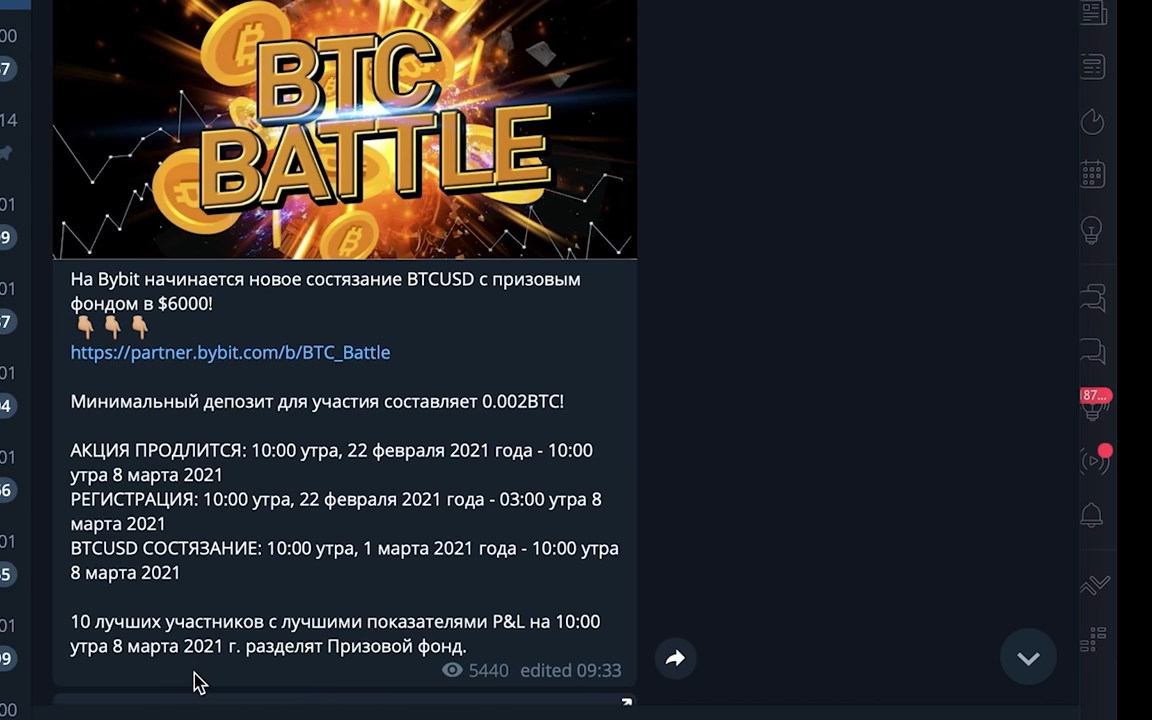 BTC
BATTLE
На Bybit начинается новое состязание BTCUSD с призовым
фондом в $6000!
👇🏼👇🏼👇🏼
https://partner.bybit.com/b/BTC_Battle
Минимальный депозит для участия составляет 0.002BTC!
АКЦИЯ ПРОДЛИТСЯ: 10:00 утра, 22 февраля 2021 года - 10:00
утра 8 марта 2021
РЕГИСТРАЦИЯ: 10:00 утра, 22 февраля 2021 года - 03:00 утра 8
марта 2021
BTCUSD СОСТЯЗАНИЕ: 10:00 утра, 1 марта 2021 года - 10:00 утра
8 марта 2021
10 лучших участников с лучшими показателями P&L на 10:00
утра 8 марта 2021 г. разделят Призовой фонд.
5440 edited 09:33
87...